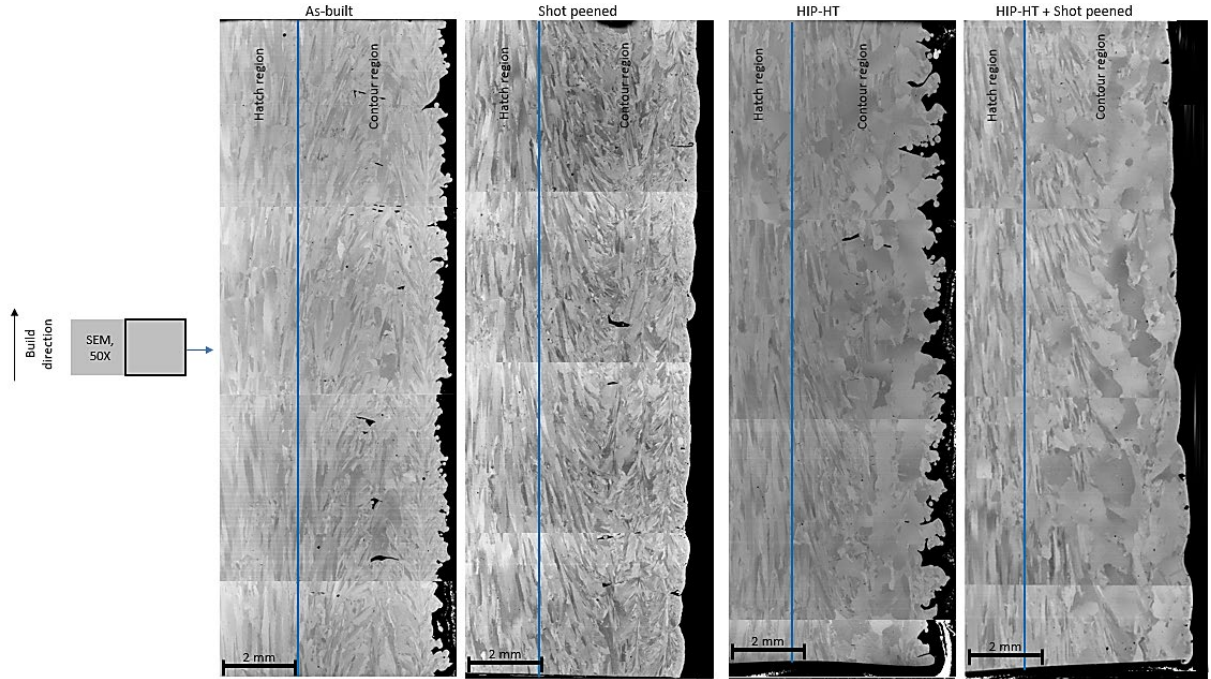 As-built
Shot peened
HIP-HT
HIP-HT + Shot peened
Hatch region
Contour region
Hatch region
Contour region
Hatch region
Contour region
Hatch region
Contour region
Build
direction
SEM,
50X
2 mm
2 mm
2 mm
2 mm